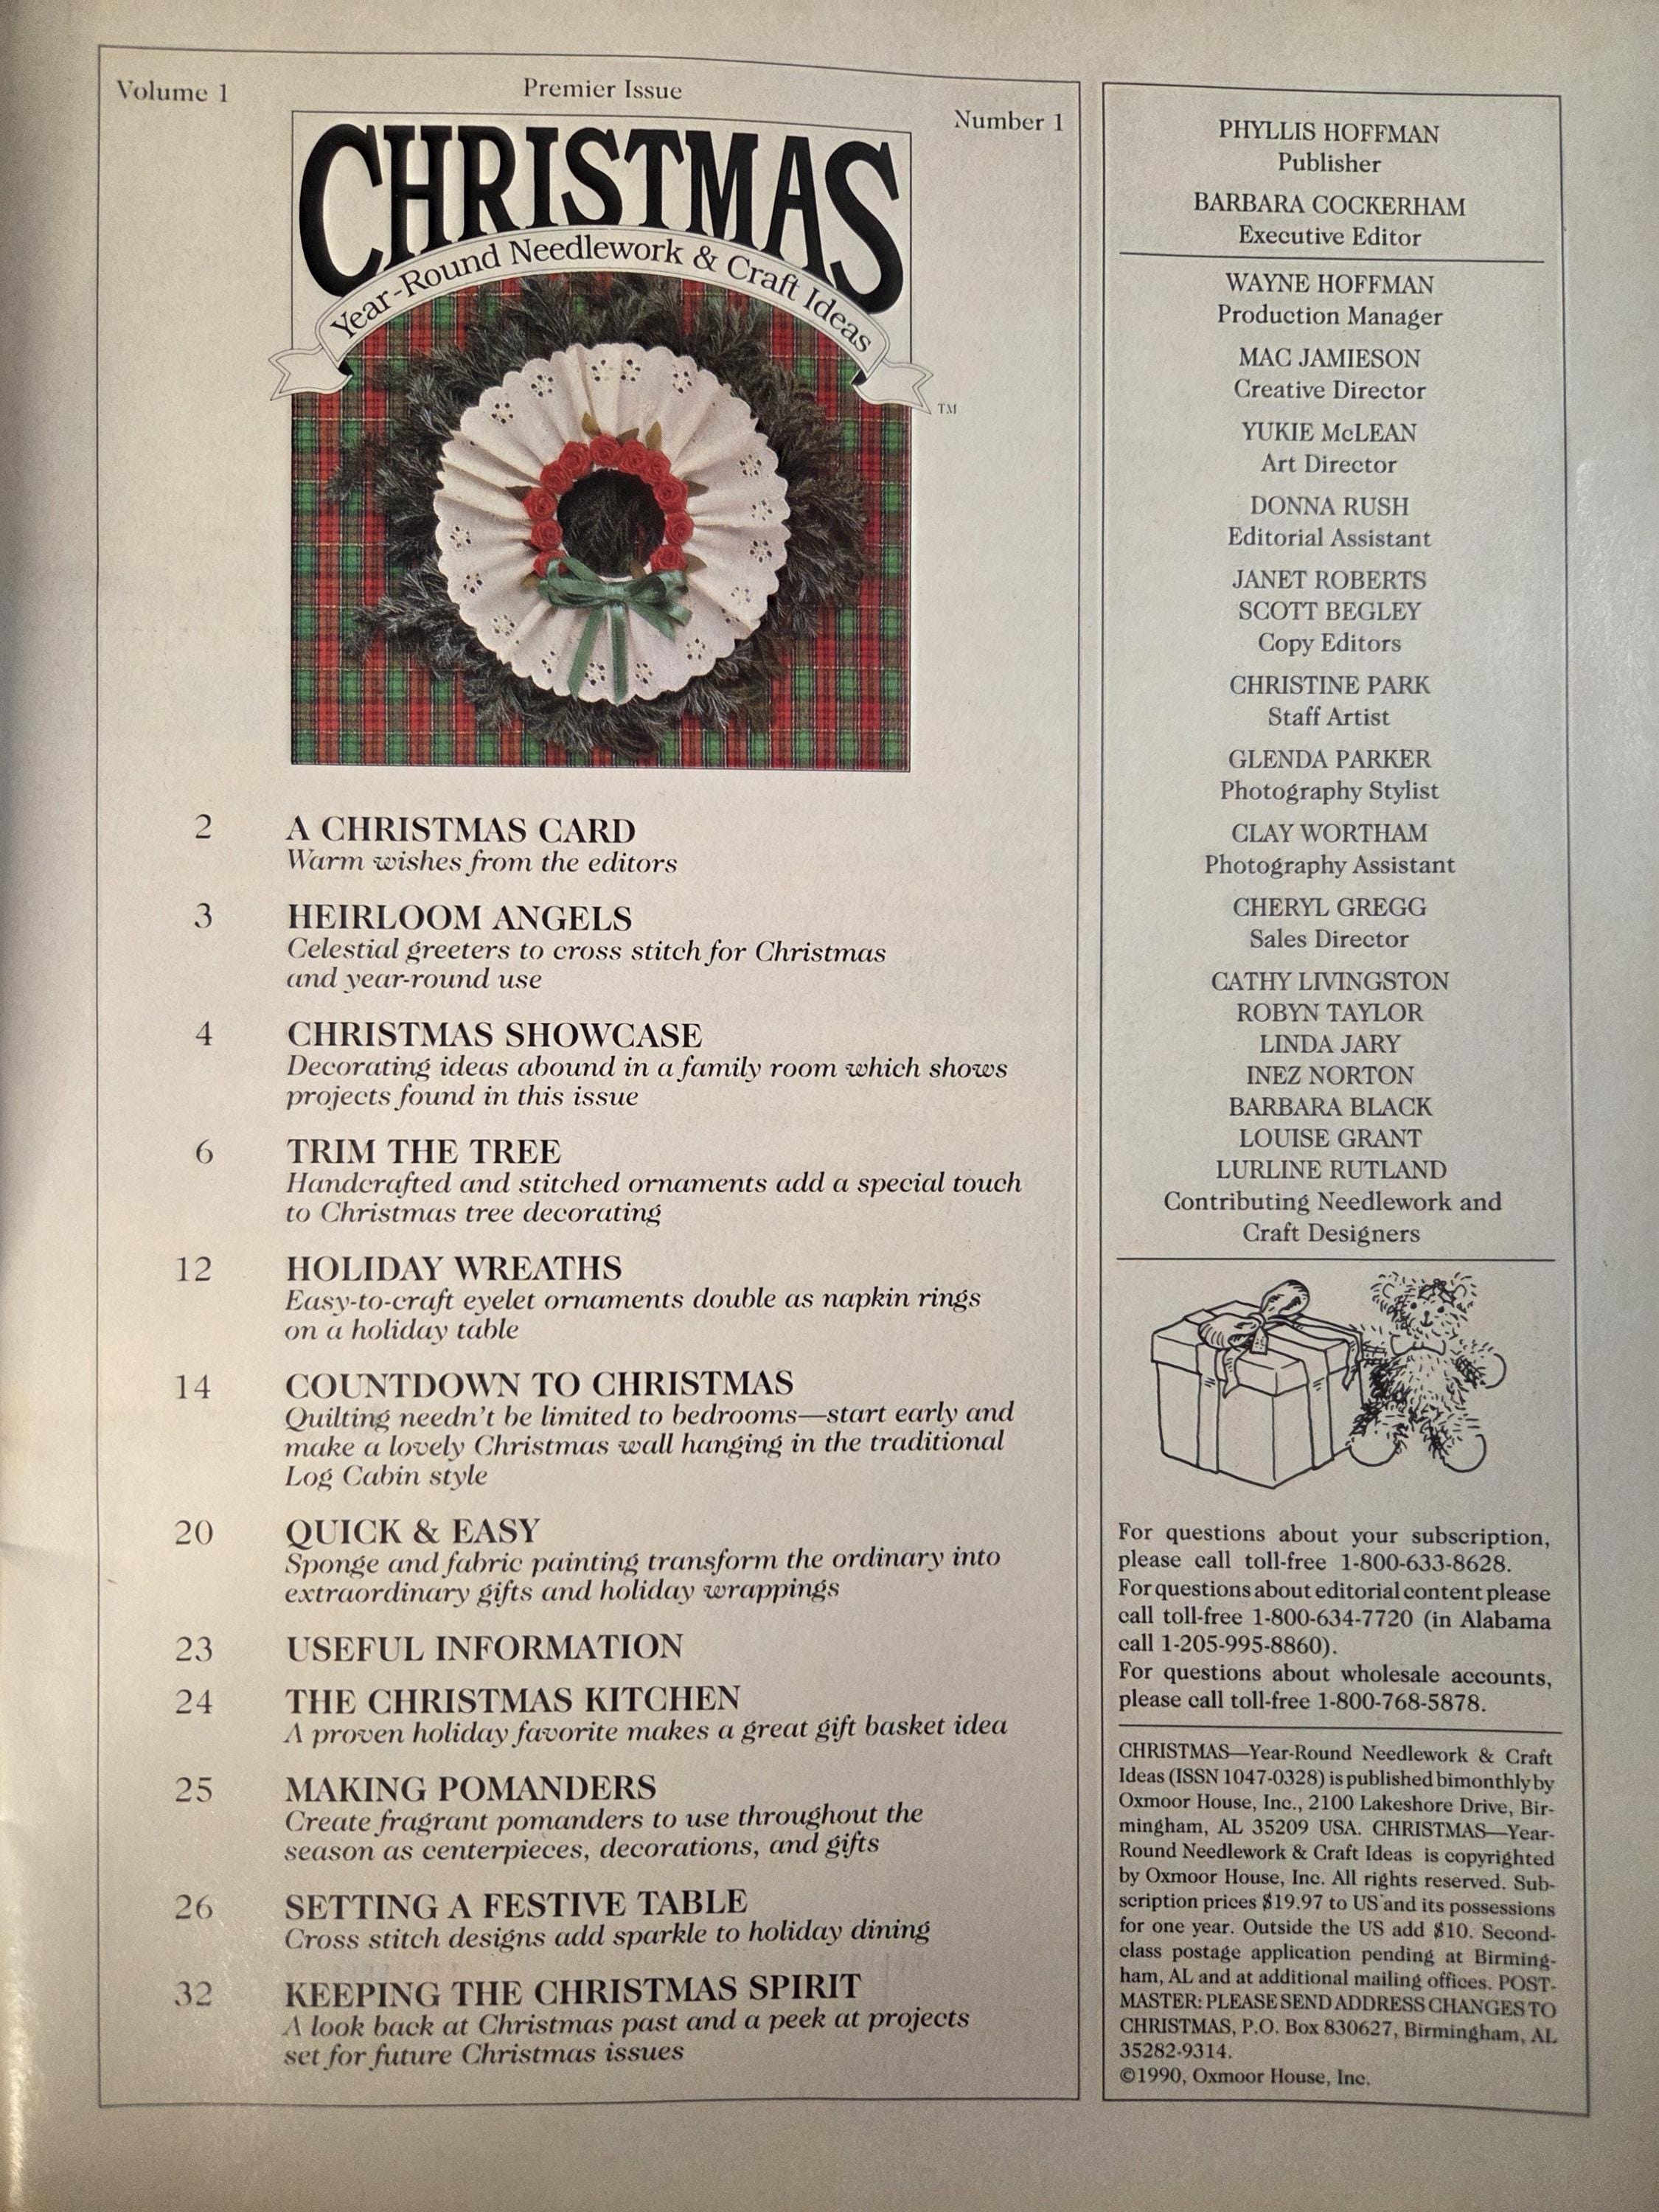 Volume 1
Premier Issue
Number 1
CHRISTMAS
Year-Round Needlework & Craft Ideas
TM
2 A CHRISTMAS CARD
Warm wishes from the editors
3 HEIRLOOM ANGELS
Celestial greeters to cross stitch for Christmas
and year-round use
4 CHRISTMAS SHOWCASE
Decorating ideas abound in a family room which shows
projects found in this issue
6 TRIM THE TREE
Handcrafted and stitched ornaments add a special touch
to Christmas tree decorating
12 HOLIDAY WREATHS
Easy-to-craft eyelet ornaments double as napkin rings
on a holiday table
14 COUNTDOWN TO CHRISTMAS
Quilting needn't be limited to bedrooms—start early and
make a lovely Christmas wall hanging in the traditional
Log Cabin style
20 QUICK & EASY
Sponge and fabric painting transform the ordinary into
extraordinary gifts and holiday wrappings
23 USEFUL INFORMATION
24 THE CHRISTMAS KITCHEN
A proven holiday favorite makes a great gift basket idea
25 MAKING POMANDERS
Create fragrant pomanders to use throughout the
season as centerpieces, decorations, and gifts
26 SETTING A FESTIVE TABLE
Cross stitch designs add sparkle to holiday dining
32 KEEPING THE CHRISTMAS SPIRIT
A look back at Christmas past and a peek at projects
set for future Christmas issues
PHYLLIS HOFFMAN
Publisher
BARBARA COCKERHAM
Executive Editor
WAYNE HOFFMAN
Production Manager
MAC JAMIESON
Creative Director
YUKIE McLEAN
Art Director
DONNA RUSH
Editorial Assistant
JANET ROBERTS
SCOTT BEGLEY
Copy Editors
CHRISTINE PARK
Staff Artist
GLENDA PARKER
Photography Stylist
CLAY WORTHAM
Photography Assistant
CHERYL GREGG
Sales Director
CATHY LIVINGSTON
ROBYN TAYLOR
LINDA JARY
INEZ NORTON
BARBARA BLACK
LOUISE GRANT
LURLINE RUTLAND
Contributing Needlework and
Craft Designers
For questions about your subscription,
please call toll-free 1-800-633-8628.
For questions about editorial content please
call toll-free 1-800-634-7720 (in Alabama
call 1-205-995-8860).
For questions about wholesale accounts,
please call toll-free 1-800-768-5878.
CHRISTMAS—Year-Round Needlework & Craft
Ideas (ISSN 1047-0328) is published bimonthly by
Oxmoor House, Inc., 2100 Lakeshore Drive, Bir-
mingham, AL 35209 USA. CHRISTMAS—Year-
Round Needlework & Craft Ideas is copyrighted
by Oxmoor House, Inc. All rights reserved. Sub-
scription prices $19.97 to US and its possessions
for one year. Outside the US add $10. Second-
class postage application pending at Birming-
ham, AL and at additional mailing offices. POST-
MASTER: PLEASE SEND ADDRESS CHANGES TO
CHRISTMAS, P.O. Box 830627, Birmingham, AL
35282-9314.
©1990, Oxmoor House, Inc.